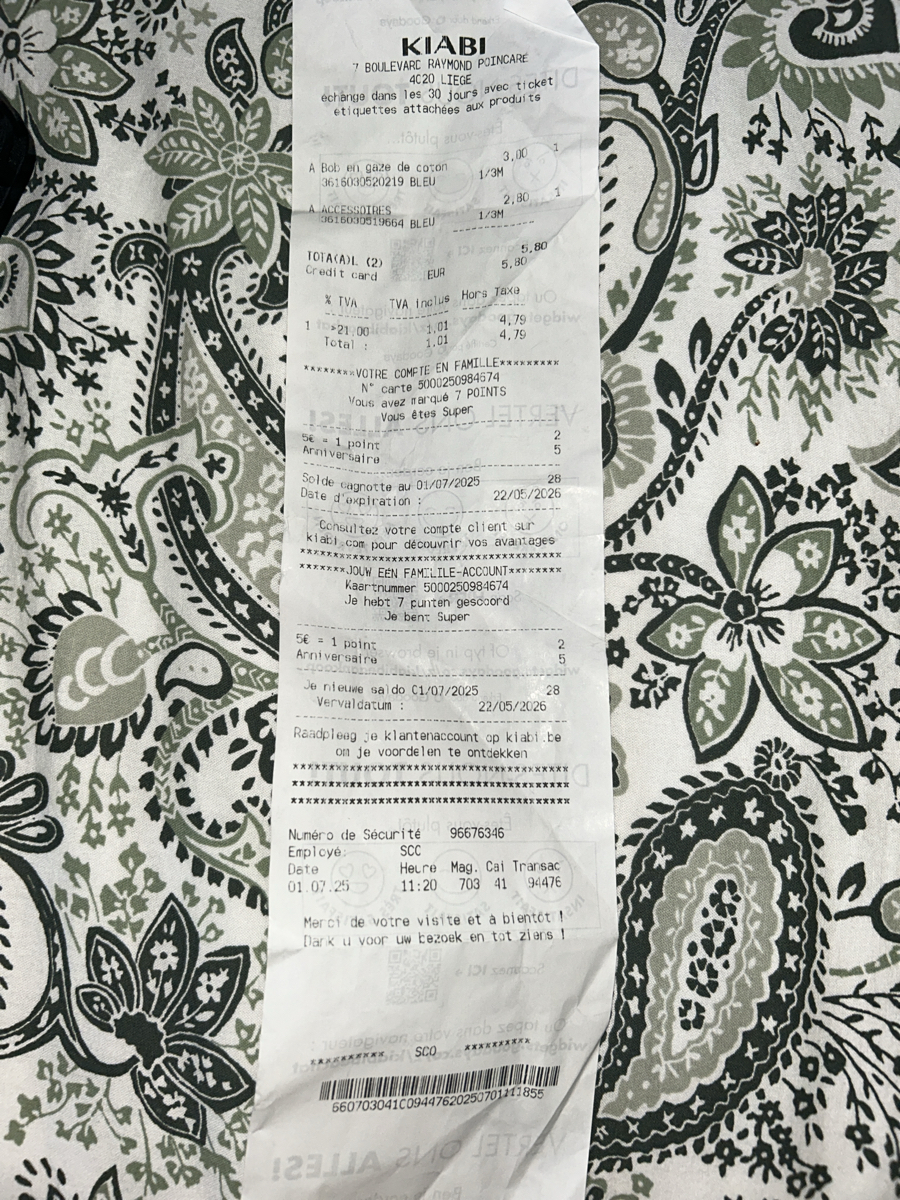 KIABI
7 BOULEVARD RAYMOND POINCARE
4020 LIEGE
echange dans les 30 jours avec ticket
étiquettes attachées aux produits
A Bob en gaze de coton 3,00 1
3616030520219 BLEU 1/3M
A ACCESSOIRES 2,80 1
3616030519664 BLEU 1/3M
TOTA(A)L (2) 5,80
Credit card EUR 5,80
% TVA TVA inclus Hors Taxe
1 >21,00 1,01 4,79
Total : 1,01 4,79
********VOTRE COMPTE EN FAMILLE*********
N° carte 5000250984674
Vous avez marqué 7 POINTS
Vous êtes Super
5€ = 1 point 2
Anniversaire 5
Solde cagnotte au 01/07/2025 28
Date d'expiration : 22/05/2026
Consultez votre compte client sur
kiabi.com pour découvrir vos avantages
****************************************
*******JOUW EEN FAMILILE-ACCOUNT********
Kaartnummer 5000250984674
Je hebt 7 punten gescoord
Je bent Super
5€ = 1 point 2
Anniversaire 5
Je nieuwe saldo 01/07/2025 28
Vervaldatum : 22/05/2026
Raadpleeg je klantenaccount op kiabi.be
om je voordelen te ontdekken
****************************************
****************************************
****************************************
Numéro de Sécurité 96676346
Employé: SCO
Date Heure Mag. Cai Transac
01.07.25 11:20 703 41 94476
Merci de votre visite et à bientôt !
Dank u voor uw bezoek en tot ziens !
********** SCO **********
6607030410094476202507011118​55